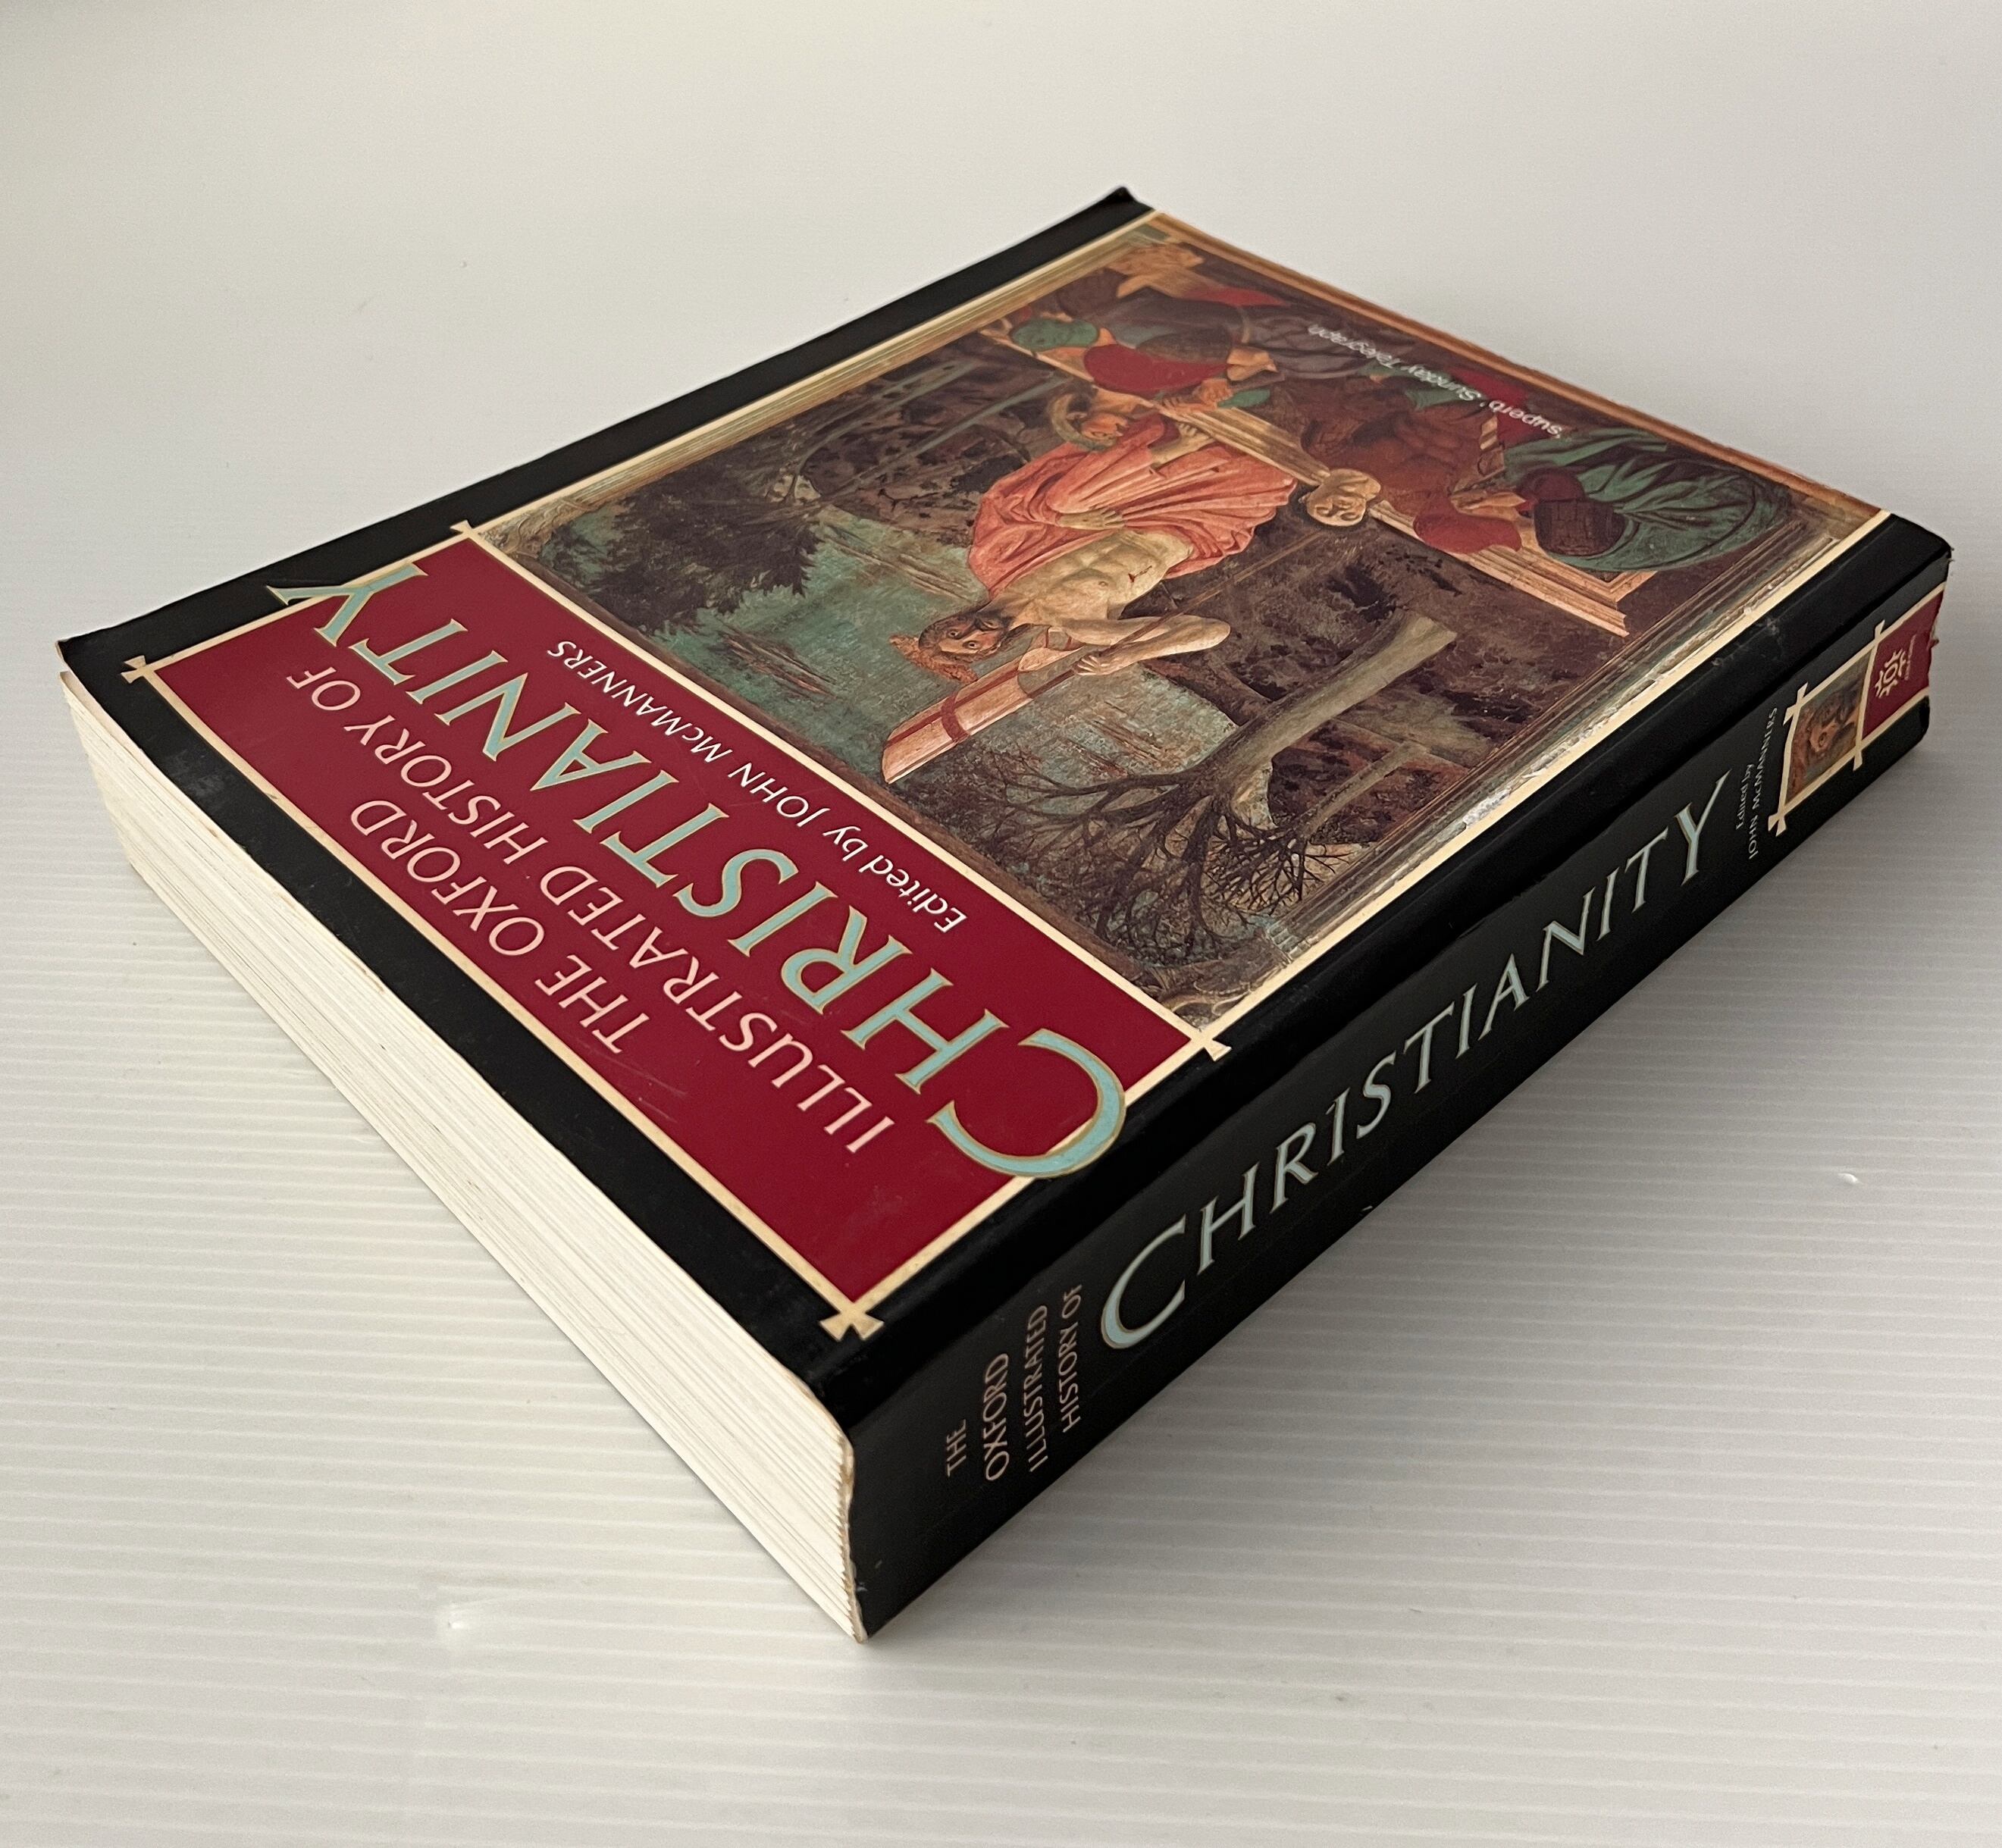 THE OXFORD
ILLUSTRATED HISTORY OF
CHRISTIANITY
Edited by JOHN McMANNERS
'superb' Sunday Telegraph
THE
OXFORD
ILLUSTRATED
HISTORY OF
CHRISTIANITY
Edited by
JOHN McMANNERS